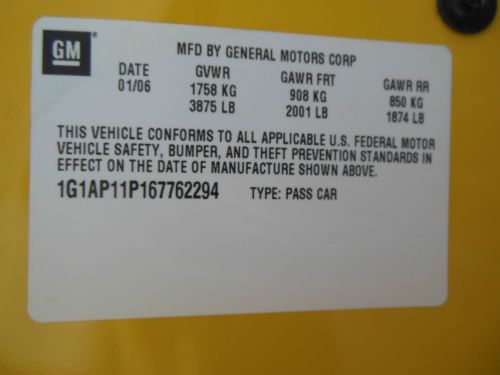 GM
MFD BY GENERAL MOTORS CORP
DATE GVWR GAWR FRT GAWR RR
01/06 1758 KG 908 KG 850 KG
3875 LB 2001 LB 1874 LB
THIS VEHICLE CONFORMS TO ALL APPLICABLE U.S. FEDERAL MOTOR
VEHICLE SAFETY, BUMPER, AND THEFT PREVENTION STANDARDS IN
EFFECT ON THE DATE OF MANUFACTURE SHOWN ABOVE.
1G1AP11P167762294 TYPE: PASS CAR